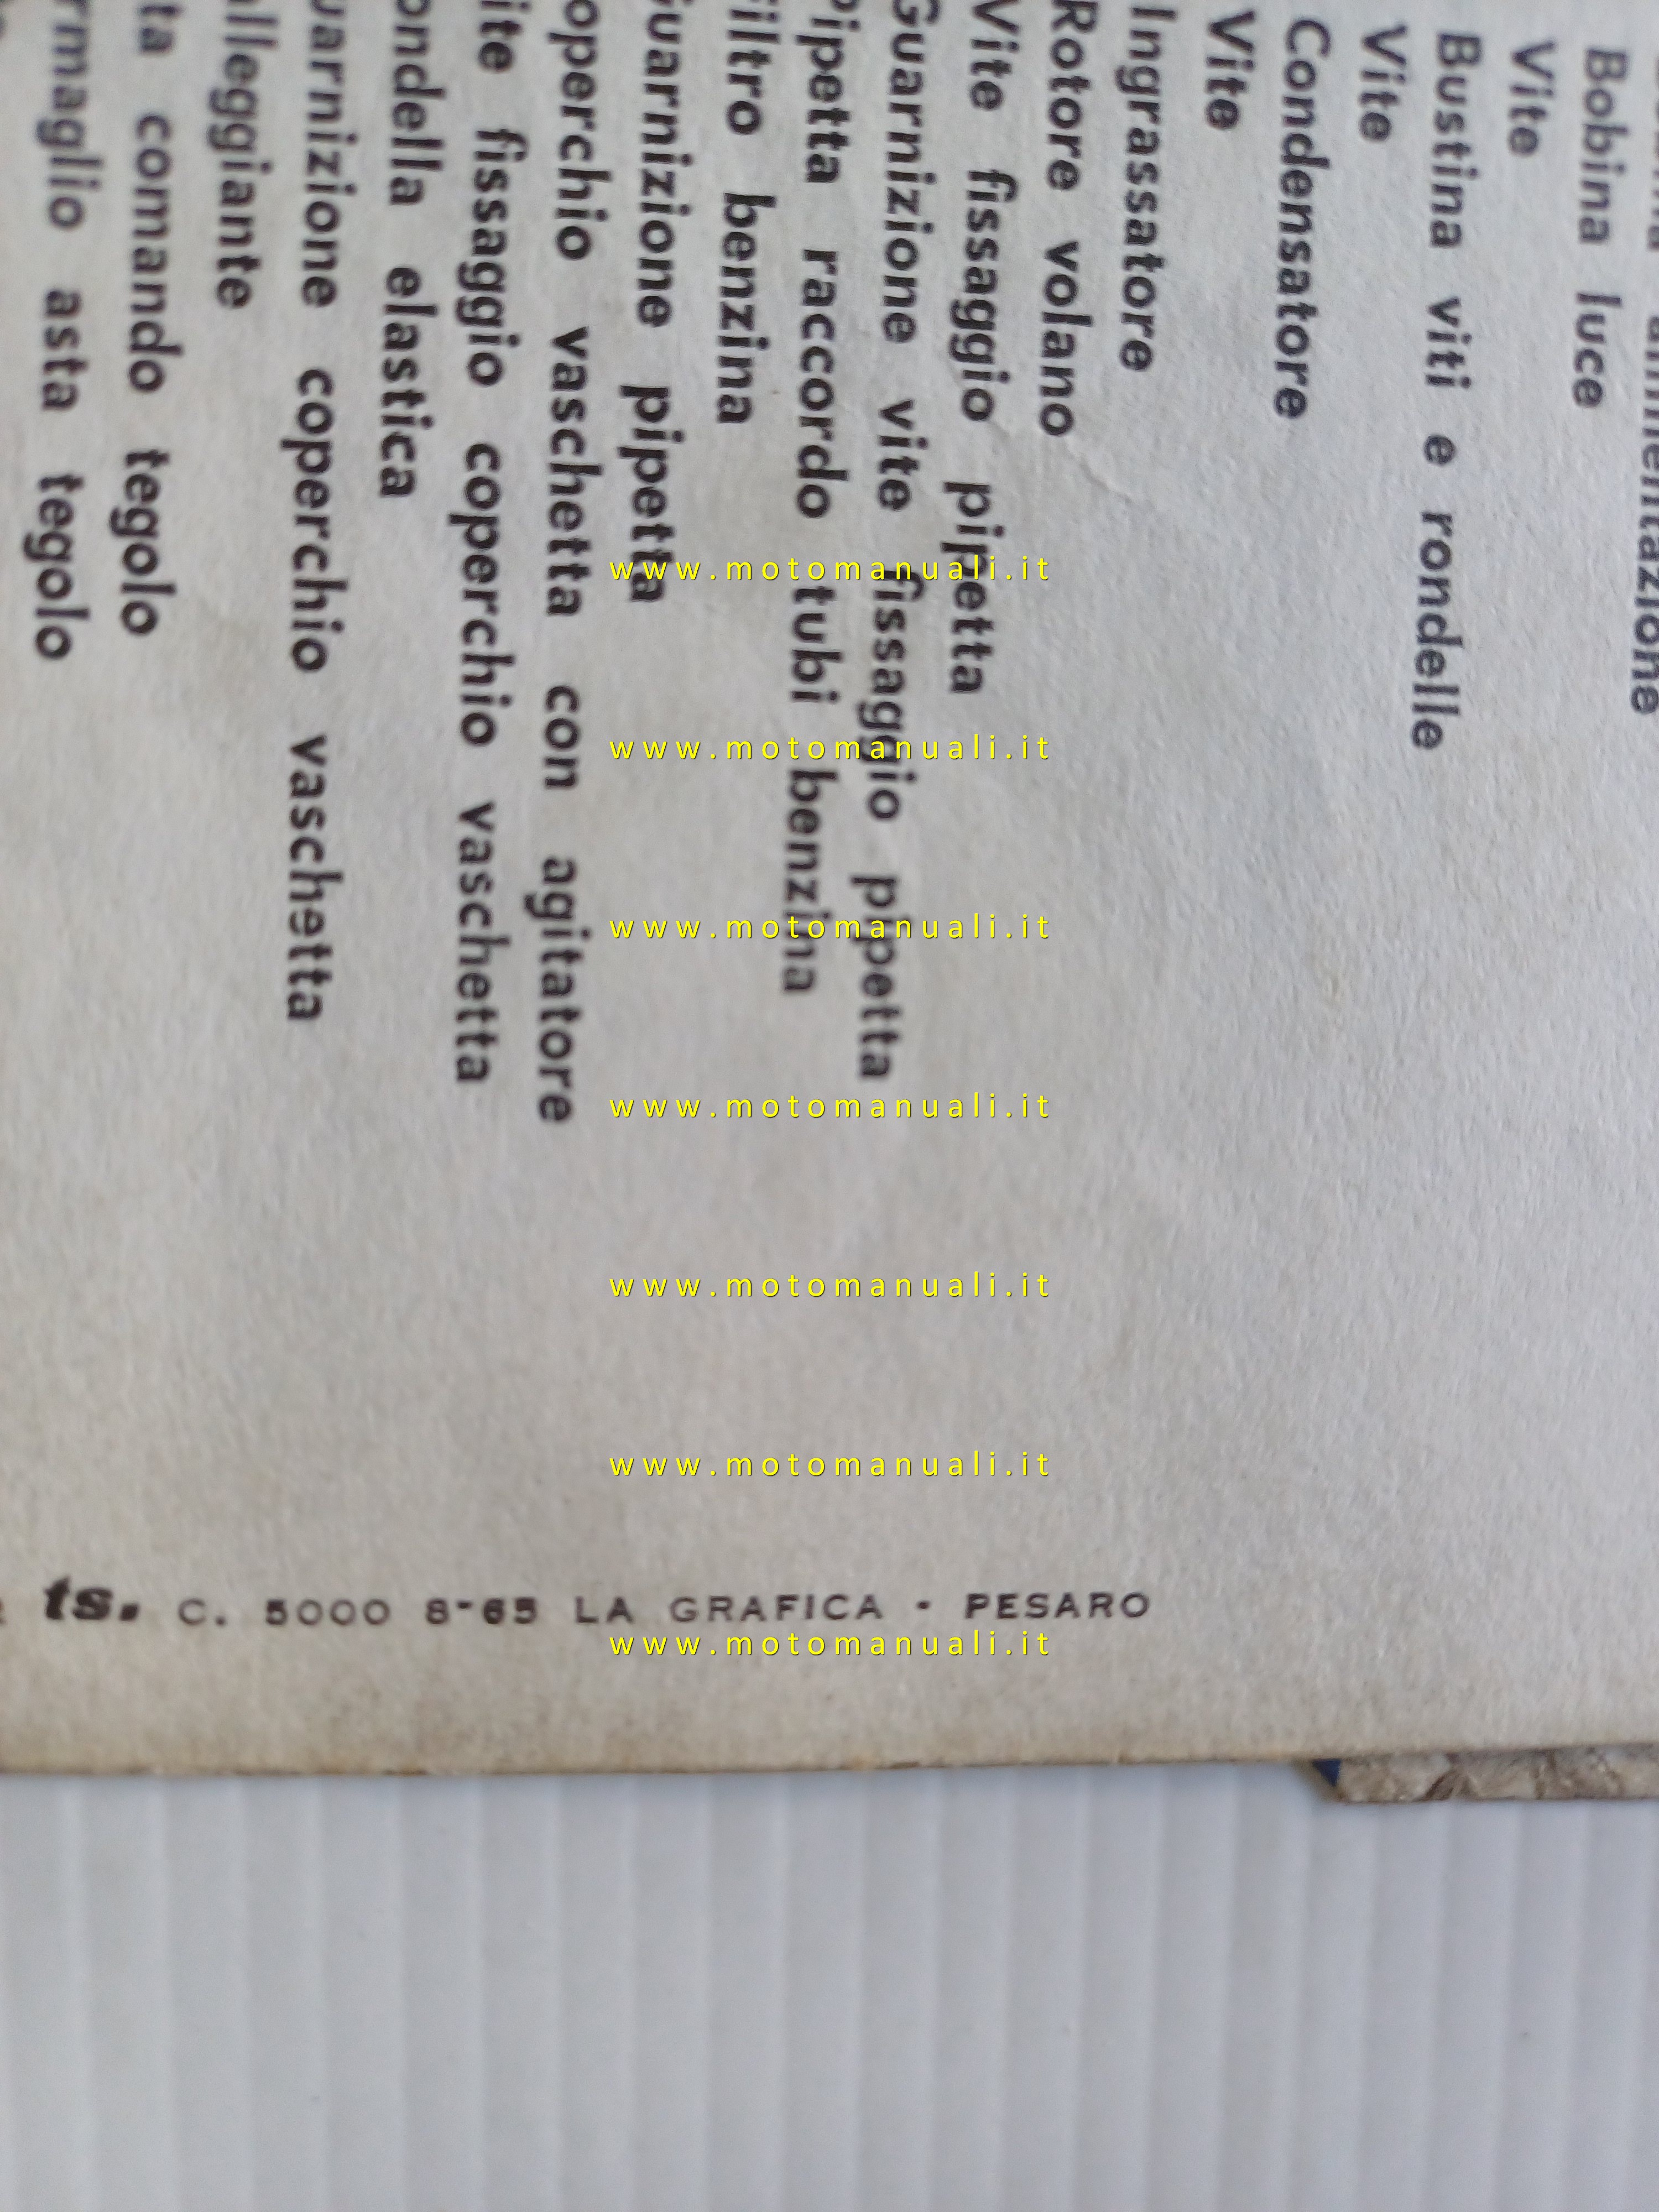 alimentazione
Bobina luce
Vite
Bustina viti e rondelle
Vite
Condensatore
Vite
Ingrassatore
Rotore volano
Vite fissaggio pipetta
Guarnizione vite fissaggio pipetta
Pipetta raccordo tubi benzina
Filtro benzina
Guarnizione pipetta
operchio vaschetta con agitatore
ite fissaggio coperchio vaschetta
ondella elastica
uarnizione coperchio vaschetta
alleggiante
ta comando tegolo
rmaglio asta tegolo
ts. C. 5000 8-65 LA GRAFICA - PESARO
www.motomanuali.it
www.motomanuali.it
www.motomanuali.it
www.motomanuali.it
www.motomanuali.it
www.motomanuali.it
www.motomanuali.it